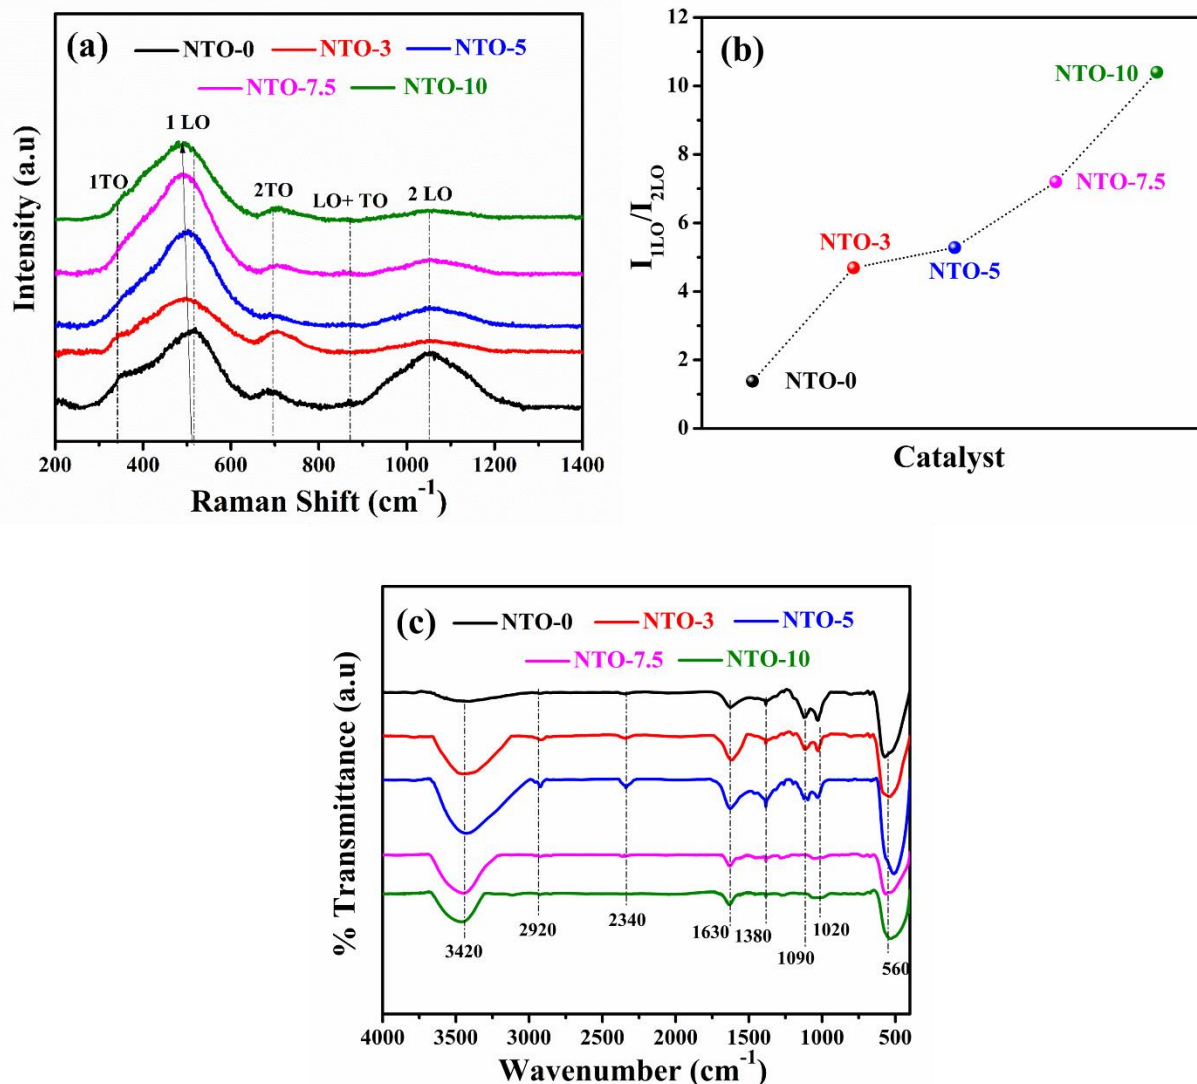 (a)
NTO-0 NTO-3 NTO-5
NTO-7.5 NTO-10
1TO
1 LO
2TO
LO+ TO
2 LO
Intensity (a.u)
200 400 600 800 1000 1200 1400
Raman Shift (cm-1)
(b)
I1LO/I2LO
12
10
8
6
4
2
0
NTO-10
NTO-7.5
NTO-3
NTO-5
NTO-0
Catalyst
(c)
NTO-0 NTO-3 NTO-5
NTO-7.5 NTO-10
% Transmittance (a.u)
3420
2920
2340
1630
1380
1090
1020
560
4000 3500 3000 2500 2000 1500 1000 500
Wavenumber (cm-1)